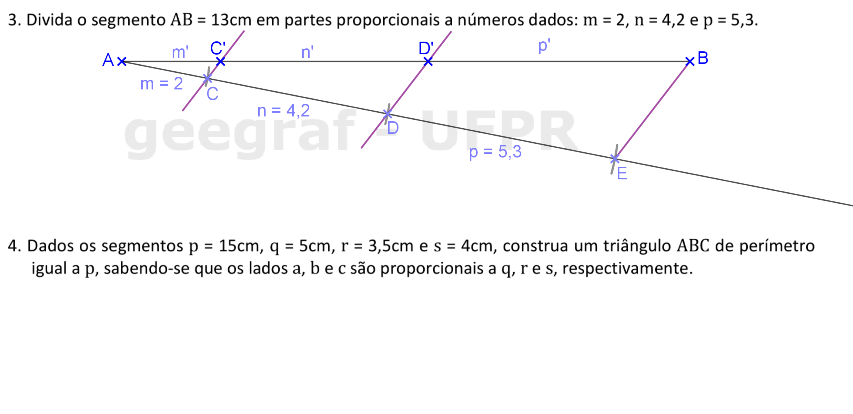 3. Divida o segmento AB = 13cm em partes proporcionais a números dados: m = 2, n = 4,2 e p = 5,3.
A m' C' n' D' p' B
m = 2 C
n = 4,2 D
geegraf - UFPR
p = 5,3
E
4. Dados os segmentos p = 15cm, q = 5cm, r = 3,5cm e s = 4cm, construa um triângulo ABC de perímetro
igual a p, sabendo-se que os lados a, b e c são proporcionais a q, r e s, respectivamente.